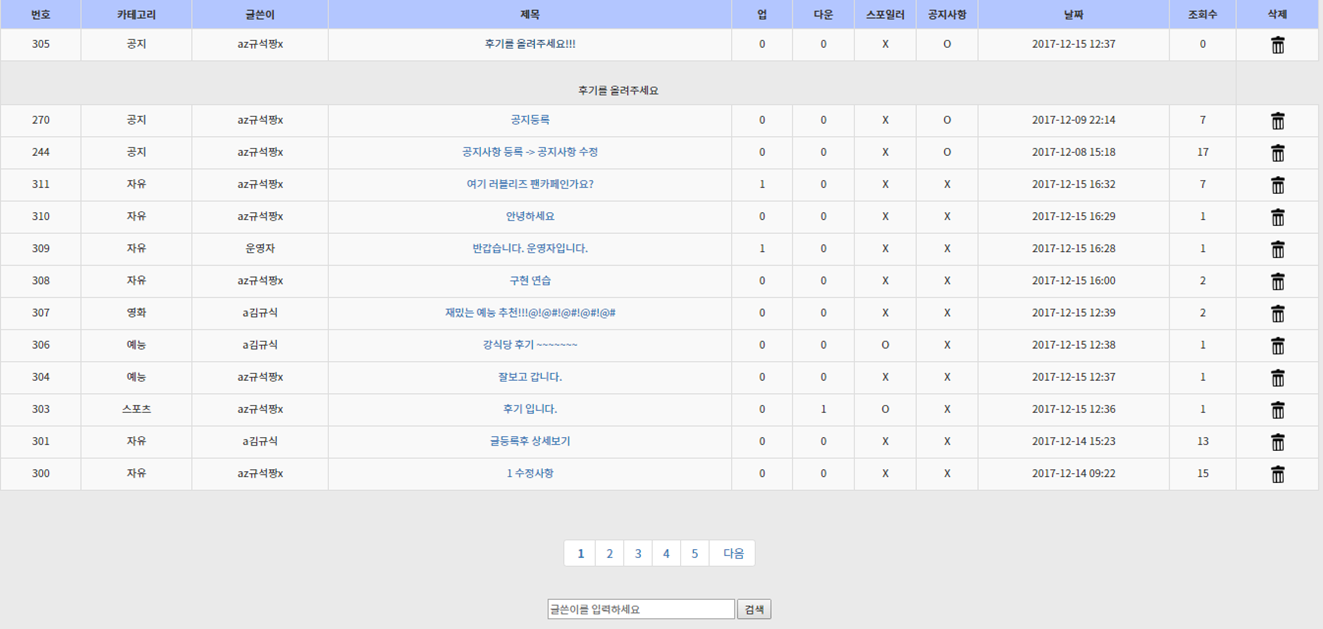 번호 카테고리 글쓴이 제목 업 다운 스포일러 공지사항 날짜 조회수 삭제
305 공지 az규석짱x 후기를 올려주세요!!! 0 0 X O 2017-12-15 12:37 0
후기를 올려주세요
270 공지 az규석짱x 공지등록 0 0 X O 2017-12-09 22:14 7
244 공지 az규석짱x 공지사항 등록 -> 공지사항 수정 0 0 X O 2017-12-08 15:18 17
311 자유 az규석짱x 여기 러블리즈 팬카페인가요? 1 0 X X 2017-12-15 16:32 7
310 자유 az규석짱x 안녕하세요 0 0 X X 2017-12-15 16:29 1
309 자유 운영자 반갑습니다. 운영자입니다. 1 0 X X 2017-12-15 16:28 1
308 자유 az규석짱x 구현 연습 0 0 X X 2017-12-15 16:00 2
307 영화 a김규식 재밌는 예능 추천!!!@!@#!@#!@#!@# 0 0 X X 2017-12-15 12:39 2
306 예능 a김규식 강식당 후기 ~~~~~~~ 0 0 O X 2017-12-15 12:38 1
304 예능 az규석짱x 잘보고 갑니다. 0 0 X X 2017-12-15 12:37 1
303 스포츠 az규석짱x 후기 입니다. 0 1 O X 2017-12-15 12:36 1
301 자유 a김규식 글등록후 상세보기 0 0 X X 2017-12-14 15:23 13
300 자유 az규석짱x 1 수정사항 0 0 X X 2017-12-14 09:22 15
1 2 3 4 5 다음
글쓴이를 입력하세요 검색